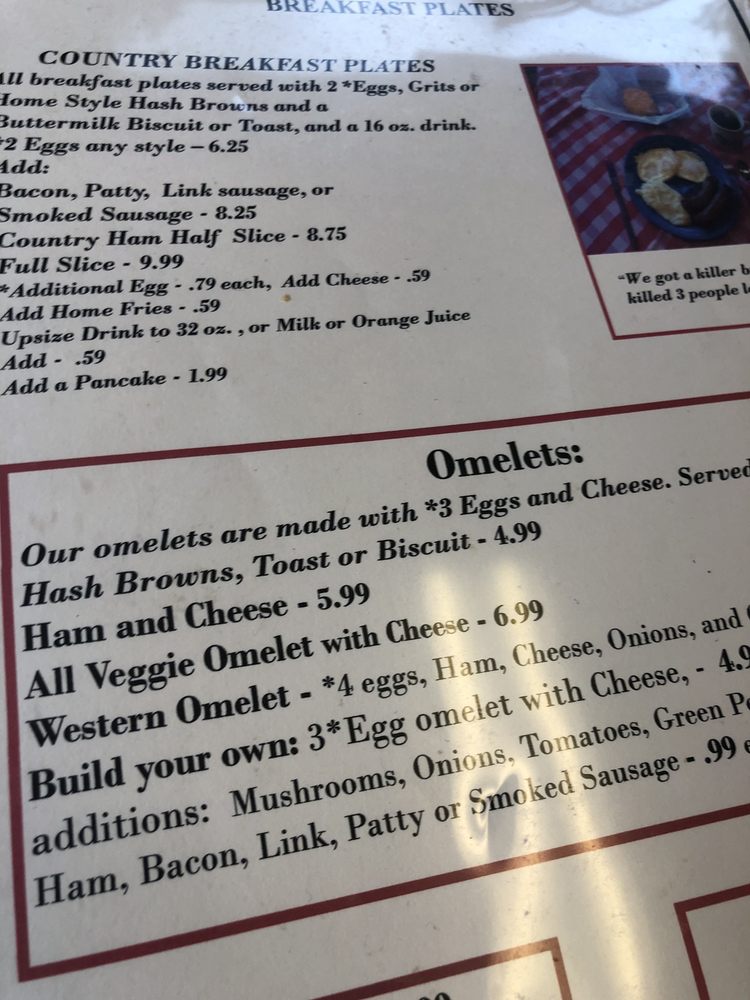 BREAKFAST PLATES
COUNTRY BREAKFAST PLATES
All breakfast plates served with 2 *Eggs, Grits or
Home Style Hash Browns and a
Buttermilk Biscuit or Toast, and a 16 oz. drink.
*2 Eggs any style – 6.25
Add:
Bacon, Patty, Link sausage, or
Smoked Sausage - 8.25
Country Ham Half Slice - 8.75
Full Slice - 9.99
*Additional Egg - .79 each, Add Cheese - .59
Add Home Fries - .59
Upsize Drink to 32 oz. , or Milk or Orange Juice
Add - .59
Add a Pancake - 1.99
"We got a killer
killed 3 people
Omelets:
Our omelets are made with *3 Eggs and Cheese. Served
Hash Browns, Toast or Biscuit - 4.99
Ham and Cheese - 5.99
All Veggie Omelet with Cheese - 6.99
Western Omelet - *4 eggs, Ham, Cheese, Onions, and
Build your own: 3*Egg omelet with Cheese, - 4.9
additions: Mushrooms, Onions, Tomatoes, Green
Ham, Bacon, Link, Patty or Smoked Sausage - .99